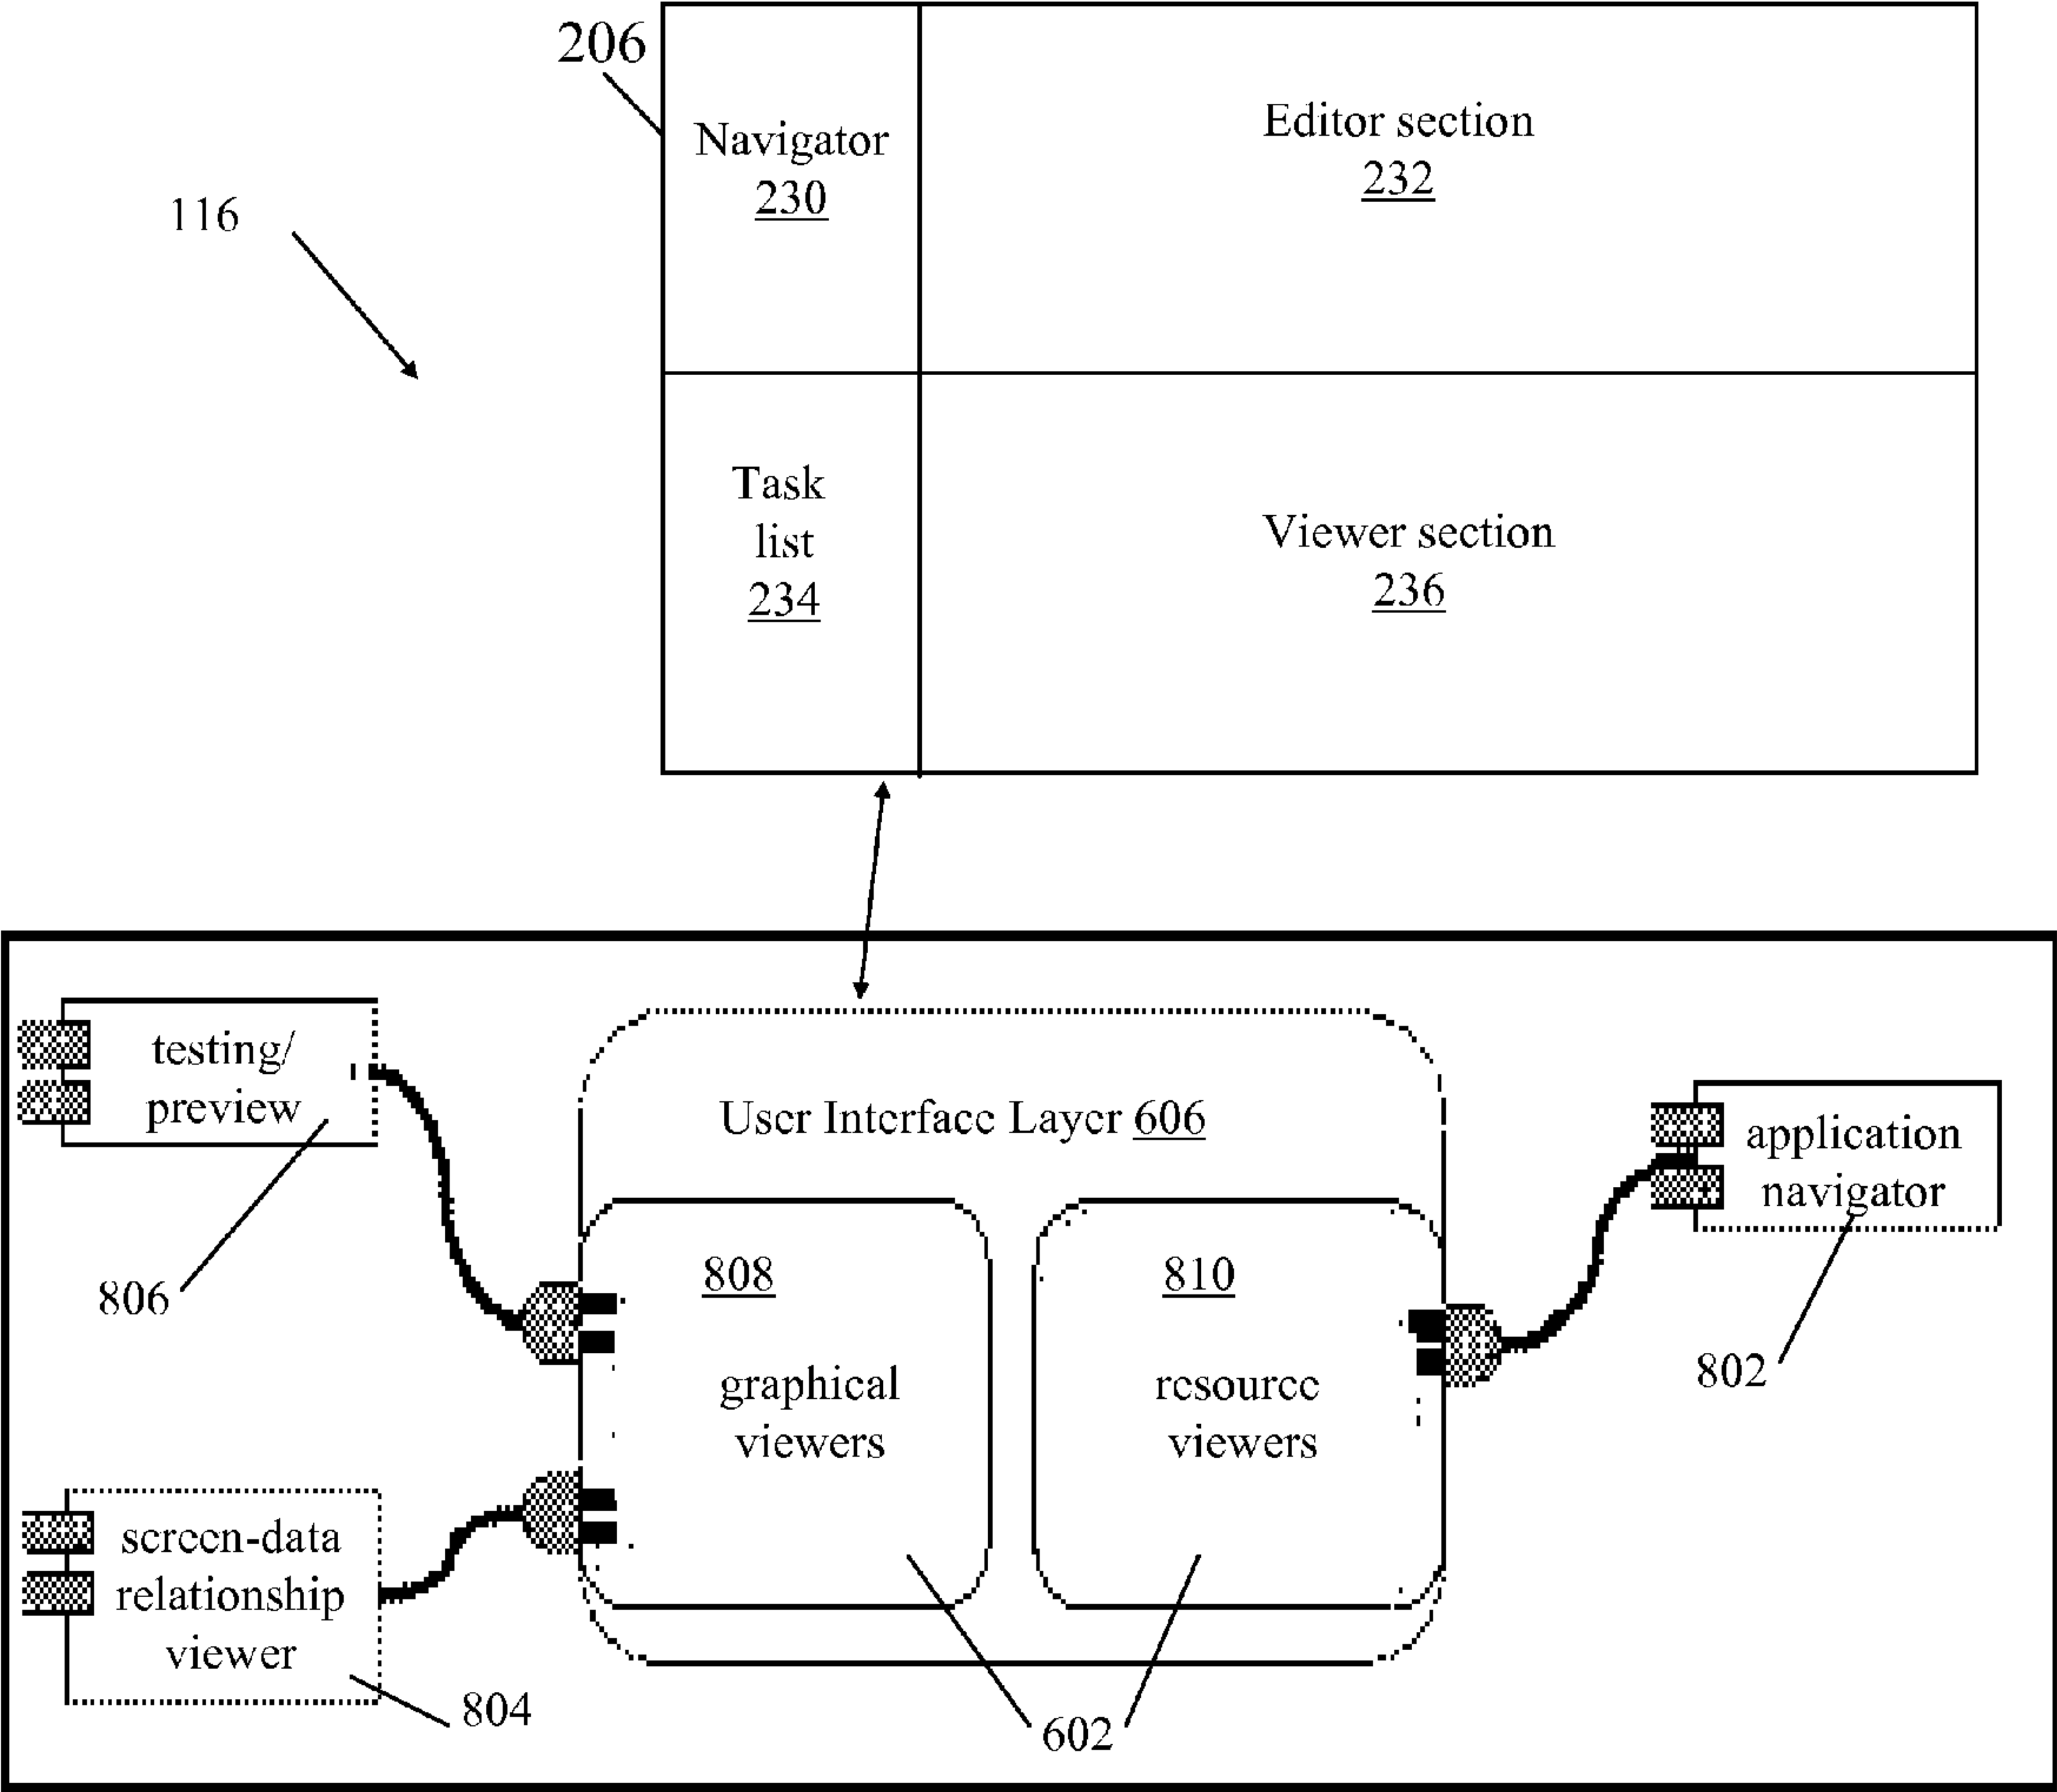 206
Navigator
230
Editor section
232
116
Task
list
234
Viewer section
236
testing/
preview
User Interface Layer 606
application
navigator
806
808
graphical
viewers
810
resource
viewers
802
screen-data
relationship
viewer
804
602